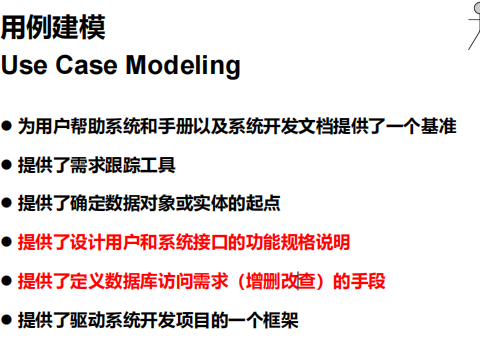 用例建模
Use Case Modeling
● 为用户帮助系统和手册以及系统开发文档提供了一个基准
● 提供了需求跟踪工具
● 提供了确定数据对象或实体的起点
● 提供了设计用户和系统接口的功能规格说明
● 提供了定义数据库访问需求（增删改查）的手段
● 提供了驱动系统开发项目的一个框架